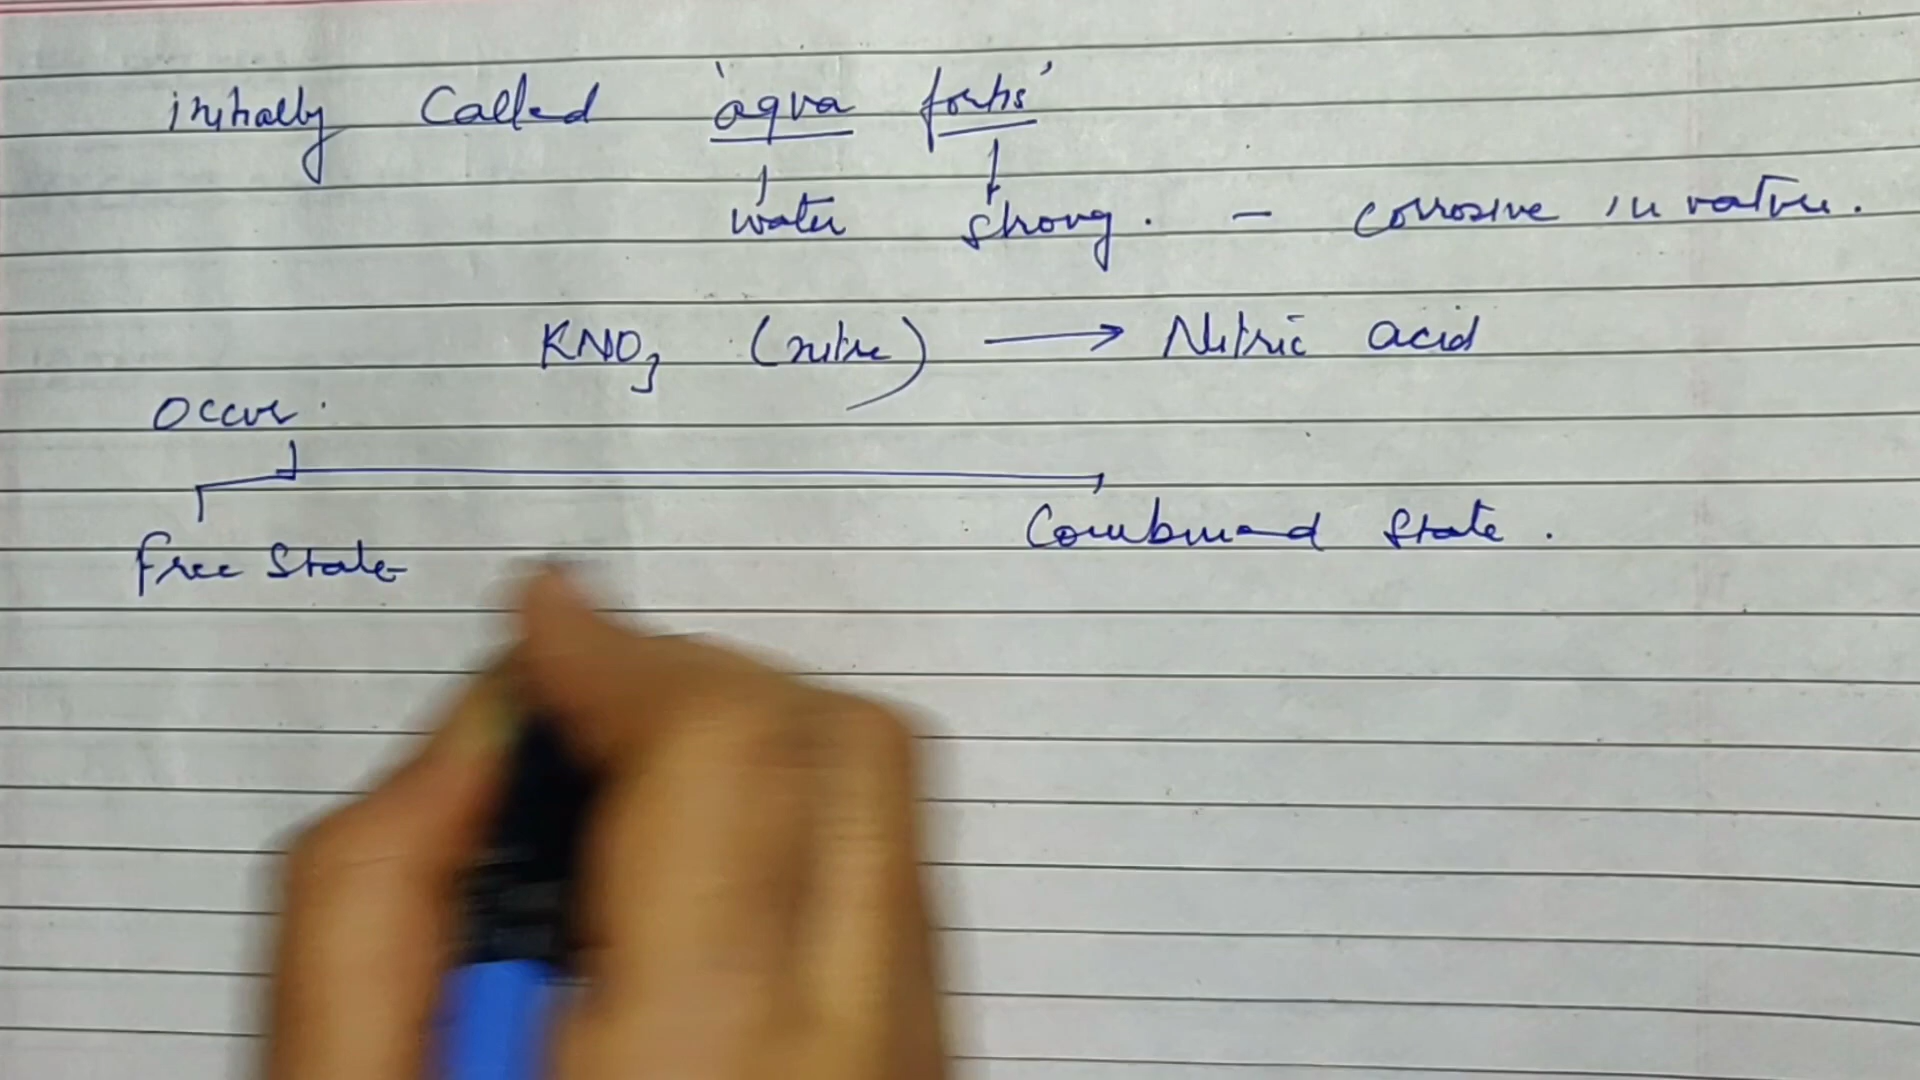 initially Called 'aqua fortis'
water strong. - corrosive in nature.
KNO3 (nitre) → Nitric acid
Occur.
Combined State.
Free State